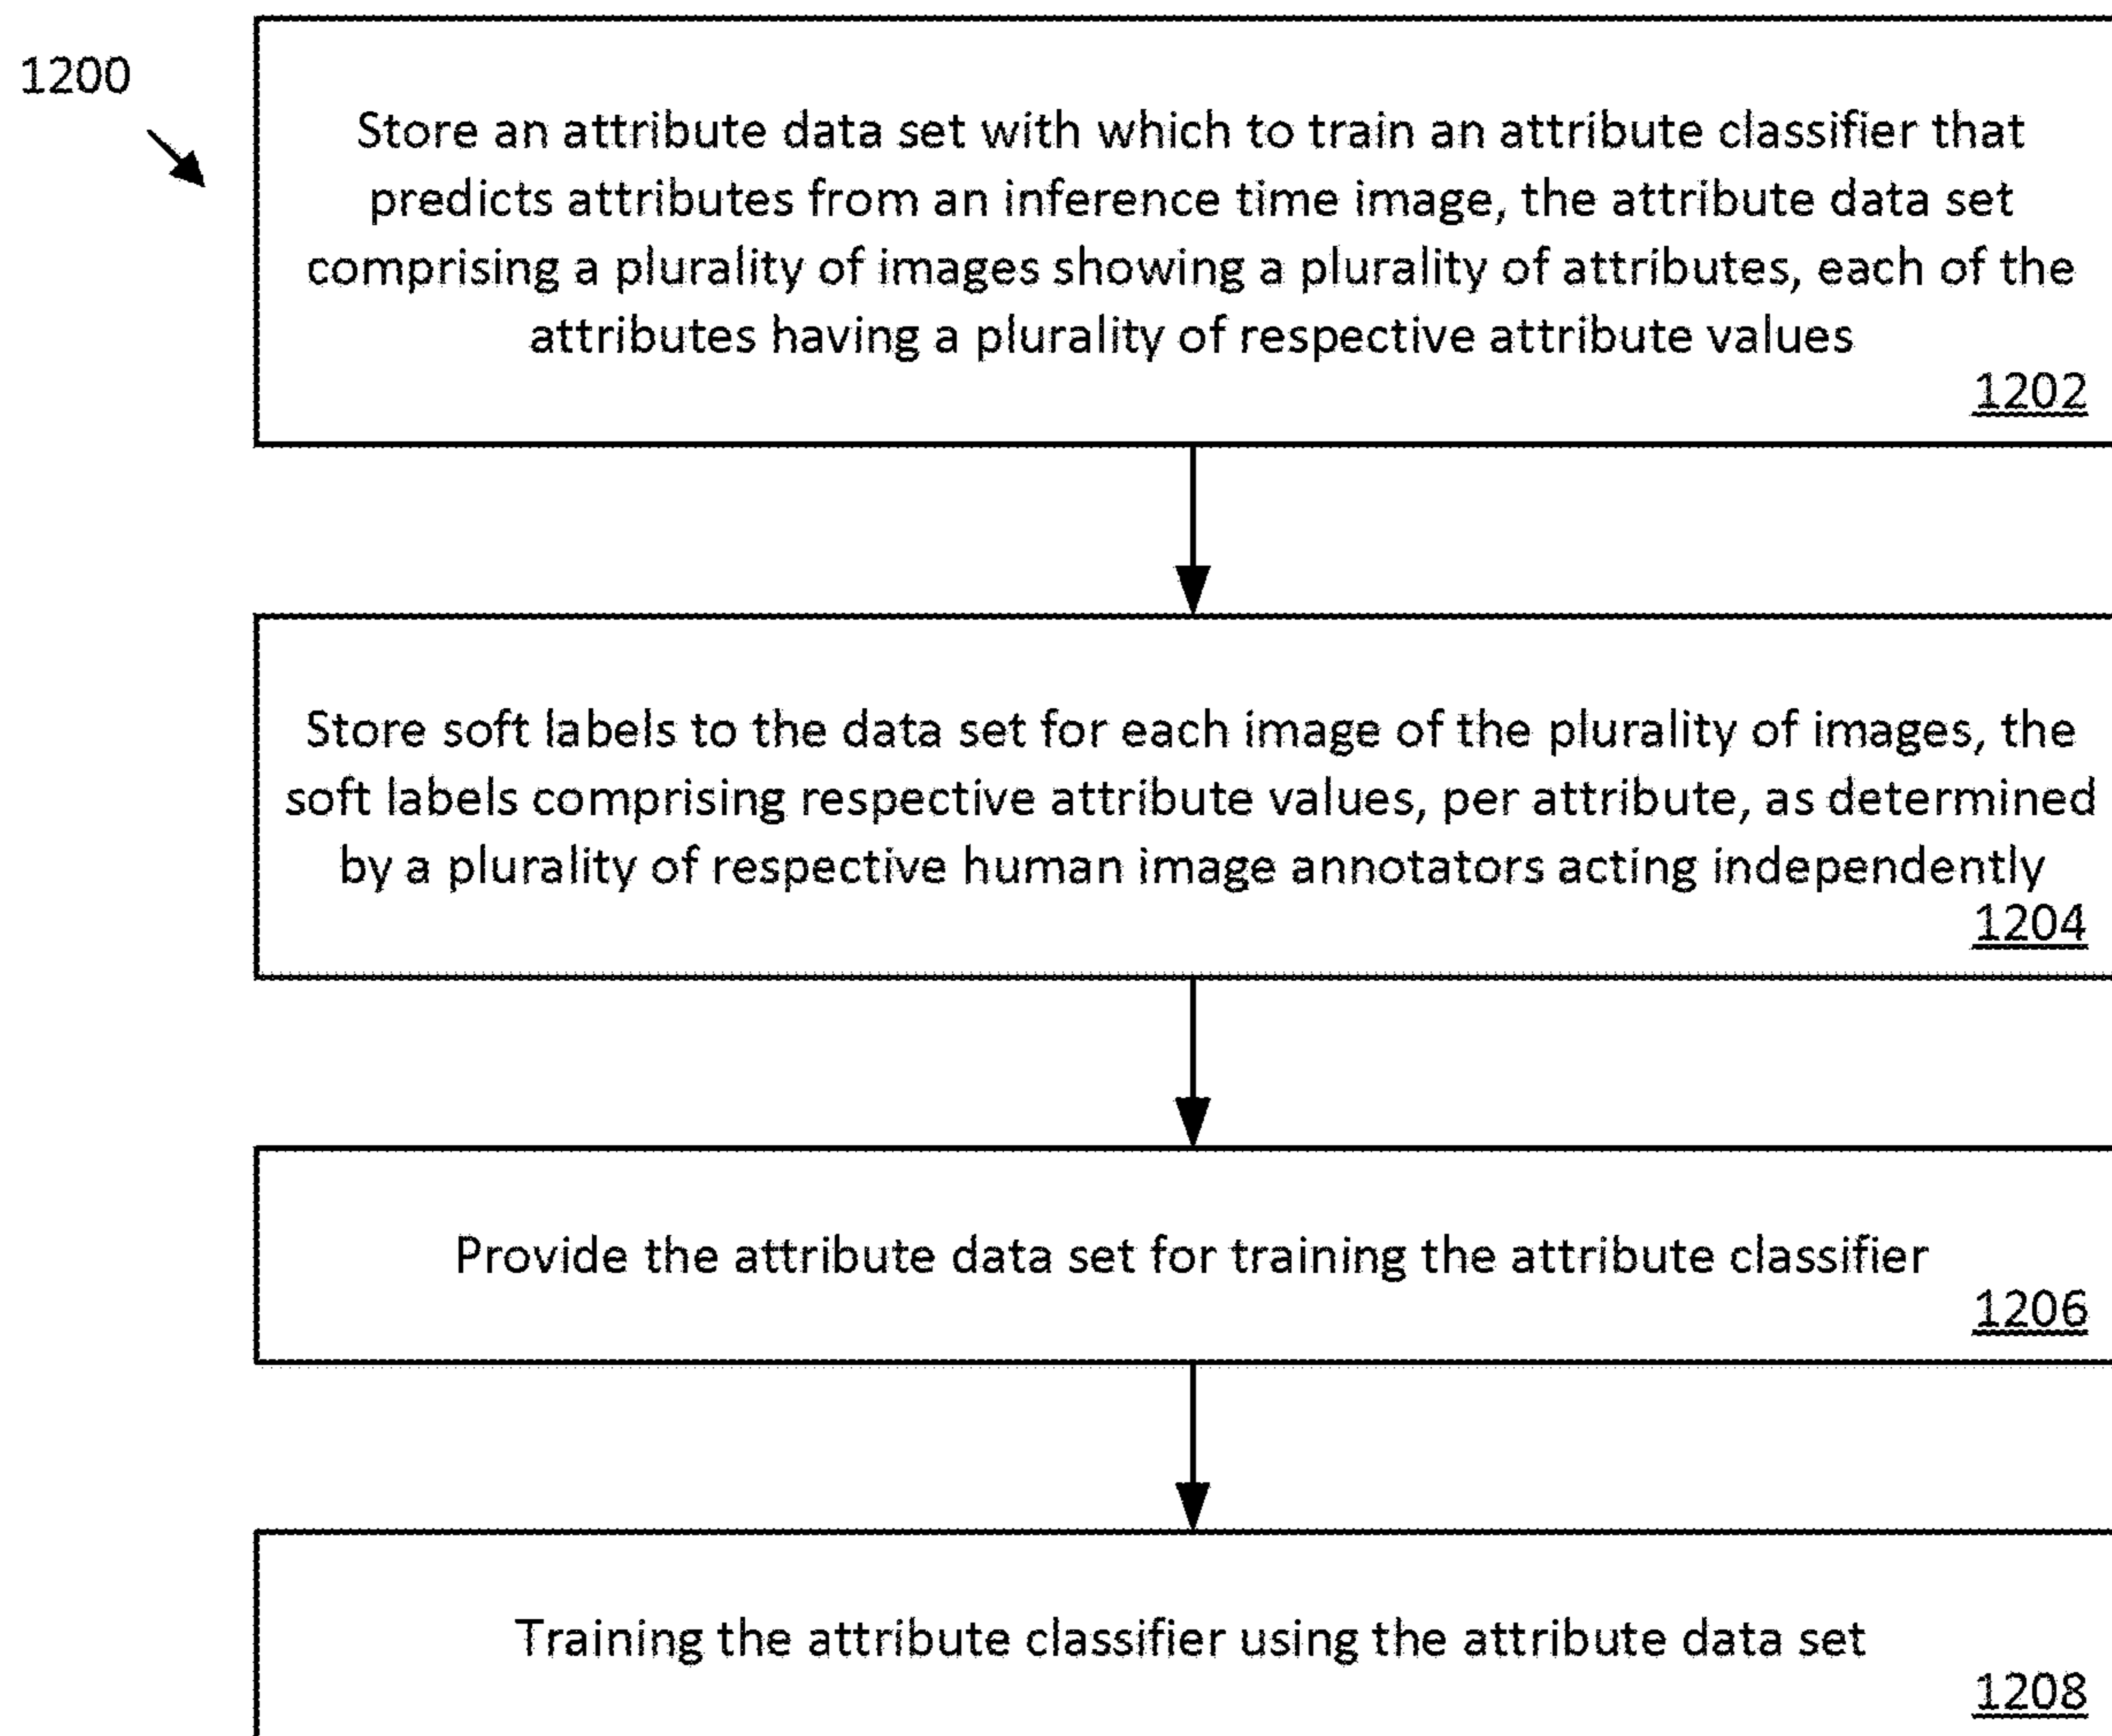 1200
Store an attribute data set with which to train an attribute classifier that
predicts attributes from an inference time image, the attribute data set
comprising a plurality of images showing a plurality of attributes, each of the
attributes having a plurality of respective attribute values
1202
Store soft labels to the data set for each image of the plurality of images, the
soft labels comprising respective attribute values, per attribute, as determined
by a plurality of respective human image annotators acting independently
1204
Provide the attribute data set for training the attribute classifier
1206
Training the attribute classifier using the attribute data set
1208